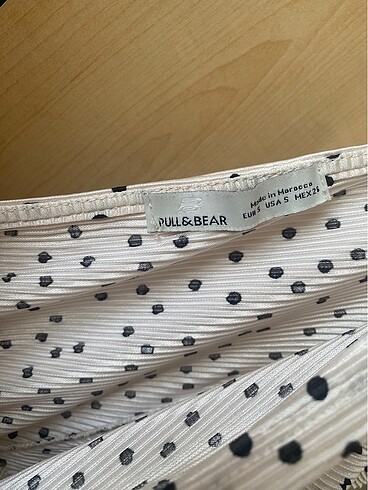 PULL&BEAR
Made in Morocco
EUR S USA S MEX 26